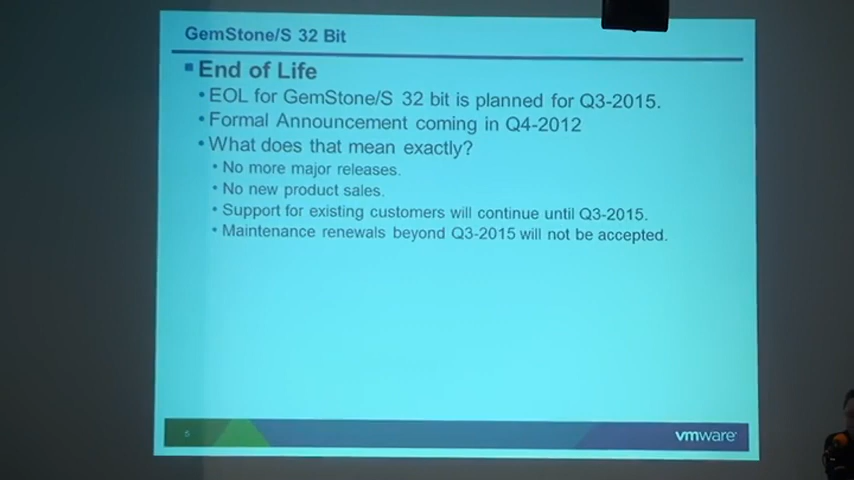 GemStone/S 32 Bit
End of Life
EOL for GemStone/S 32 bit is planned for Q3-2015.
Formal Announcement coming in Q4-2012
What does that mean exactly?
No more major releases.
No new product sales.
Support for existing customers will continue until Q3-2015.
Maintenance renewals beyond Q3-2015 will not be accepted.
5
vmware